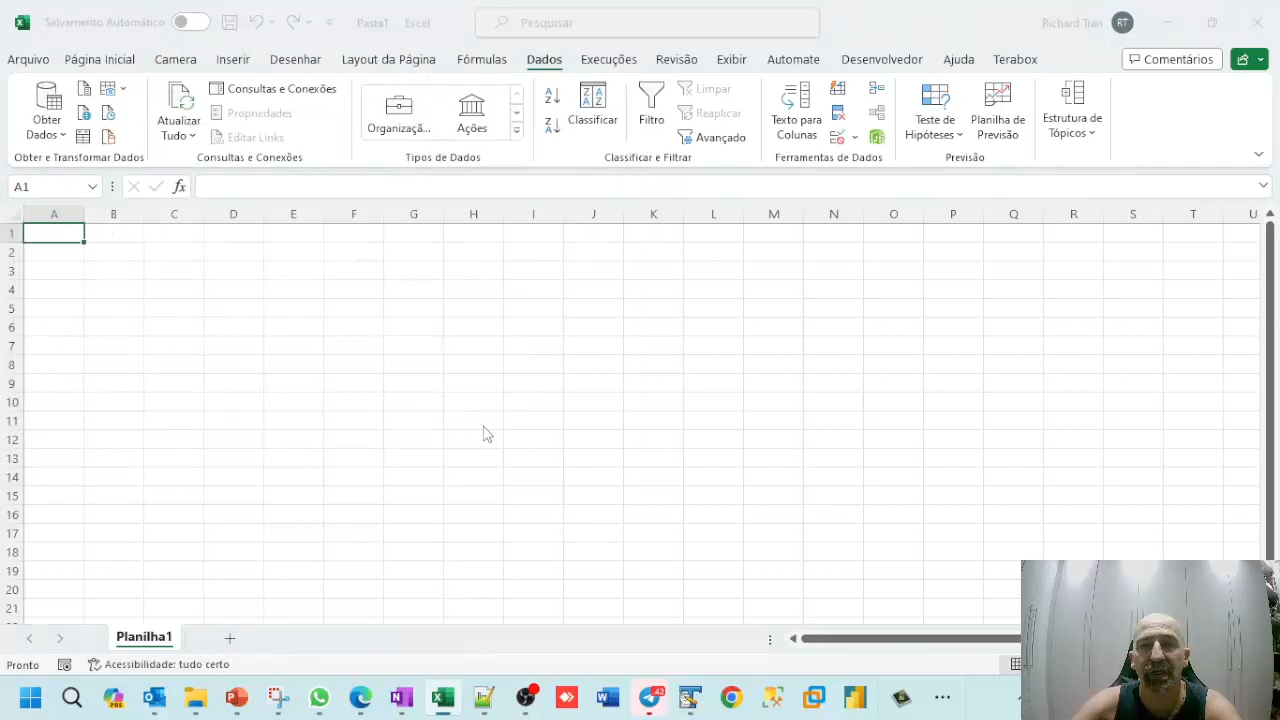 Salvamento Automático
Pasta1 - Excel
Pesquisar
Richard Tran
RT
Arquivo
Página Inicial
Camera
Inserir
Desenhar
Layout da Página
Fórmulas
Dados
Execuções
Revisão
Exibir
Automate
Desenvolvedor
Ajuda
Terabox
Comentários
Obter
Dados
Obter e Transformar Dados
Atualizar
Tudo
Consultas e Conexões
Propriedades
Editar Links
Consultas e Conexões
Organizaçã...
Ações
Tipos de Dados
Classificar
Filtro
Limpar
Reaplicar
Avançado
Classificar e Filtrar
Texto para
Colunas
Ferramentas de Dados
Teste de
Hipóteses
Planilha de
Previsão
Previsão
Estrutura de
Tópicos
A1
fx
A B C D E F G H I J K L M N O P Q R S T U
1
2
3
4
5
6
7
8
9
10
11
12
13
14
15
16
17
18
19
20
21
Planilha1
Pronto
Acessibilidade: tudo certo
PRE
42